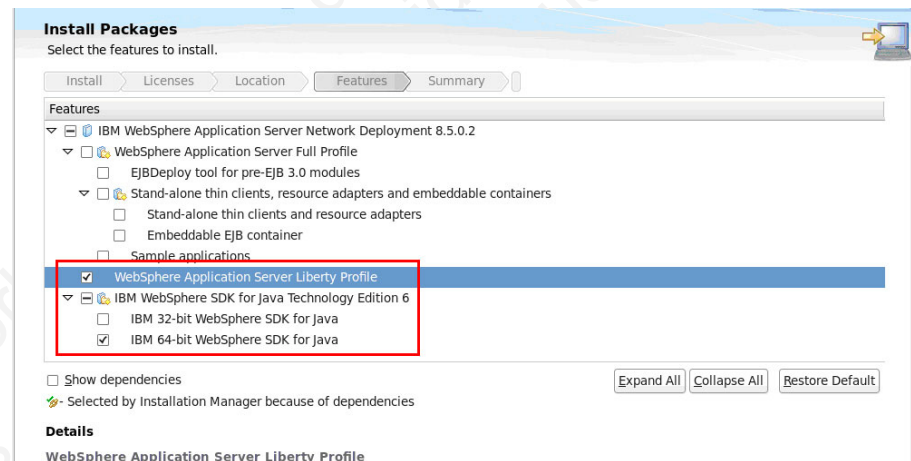 Install Packages
Select the features to install.
Install Licenses Location Features Summary
Features
IBM WebSphere Application Server Network Deployment 8.5.0.2
WebSphere Application Server Full Profile
EJBDeploy tool for pre-EJB 3.0 modules
Stand-alone thin clients, resource adapters and embeddable containers
Stand-alone thin clients and resource adapters
Embeddable EJB container
Sample applications
WebSphere Application Server Liberty Profile
IBM WebSphere SDK for Java Technology Edition 6
IBM 32-bit WebSphere SDK for Java
IBM 64-bit WebSphere SDK for Java
Show dependencies Expand All Collapse All Restore Default
- Selected by Installation Manager because of dependencies
Details
WebSphere Application Server Liberty Profile